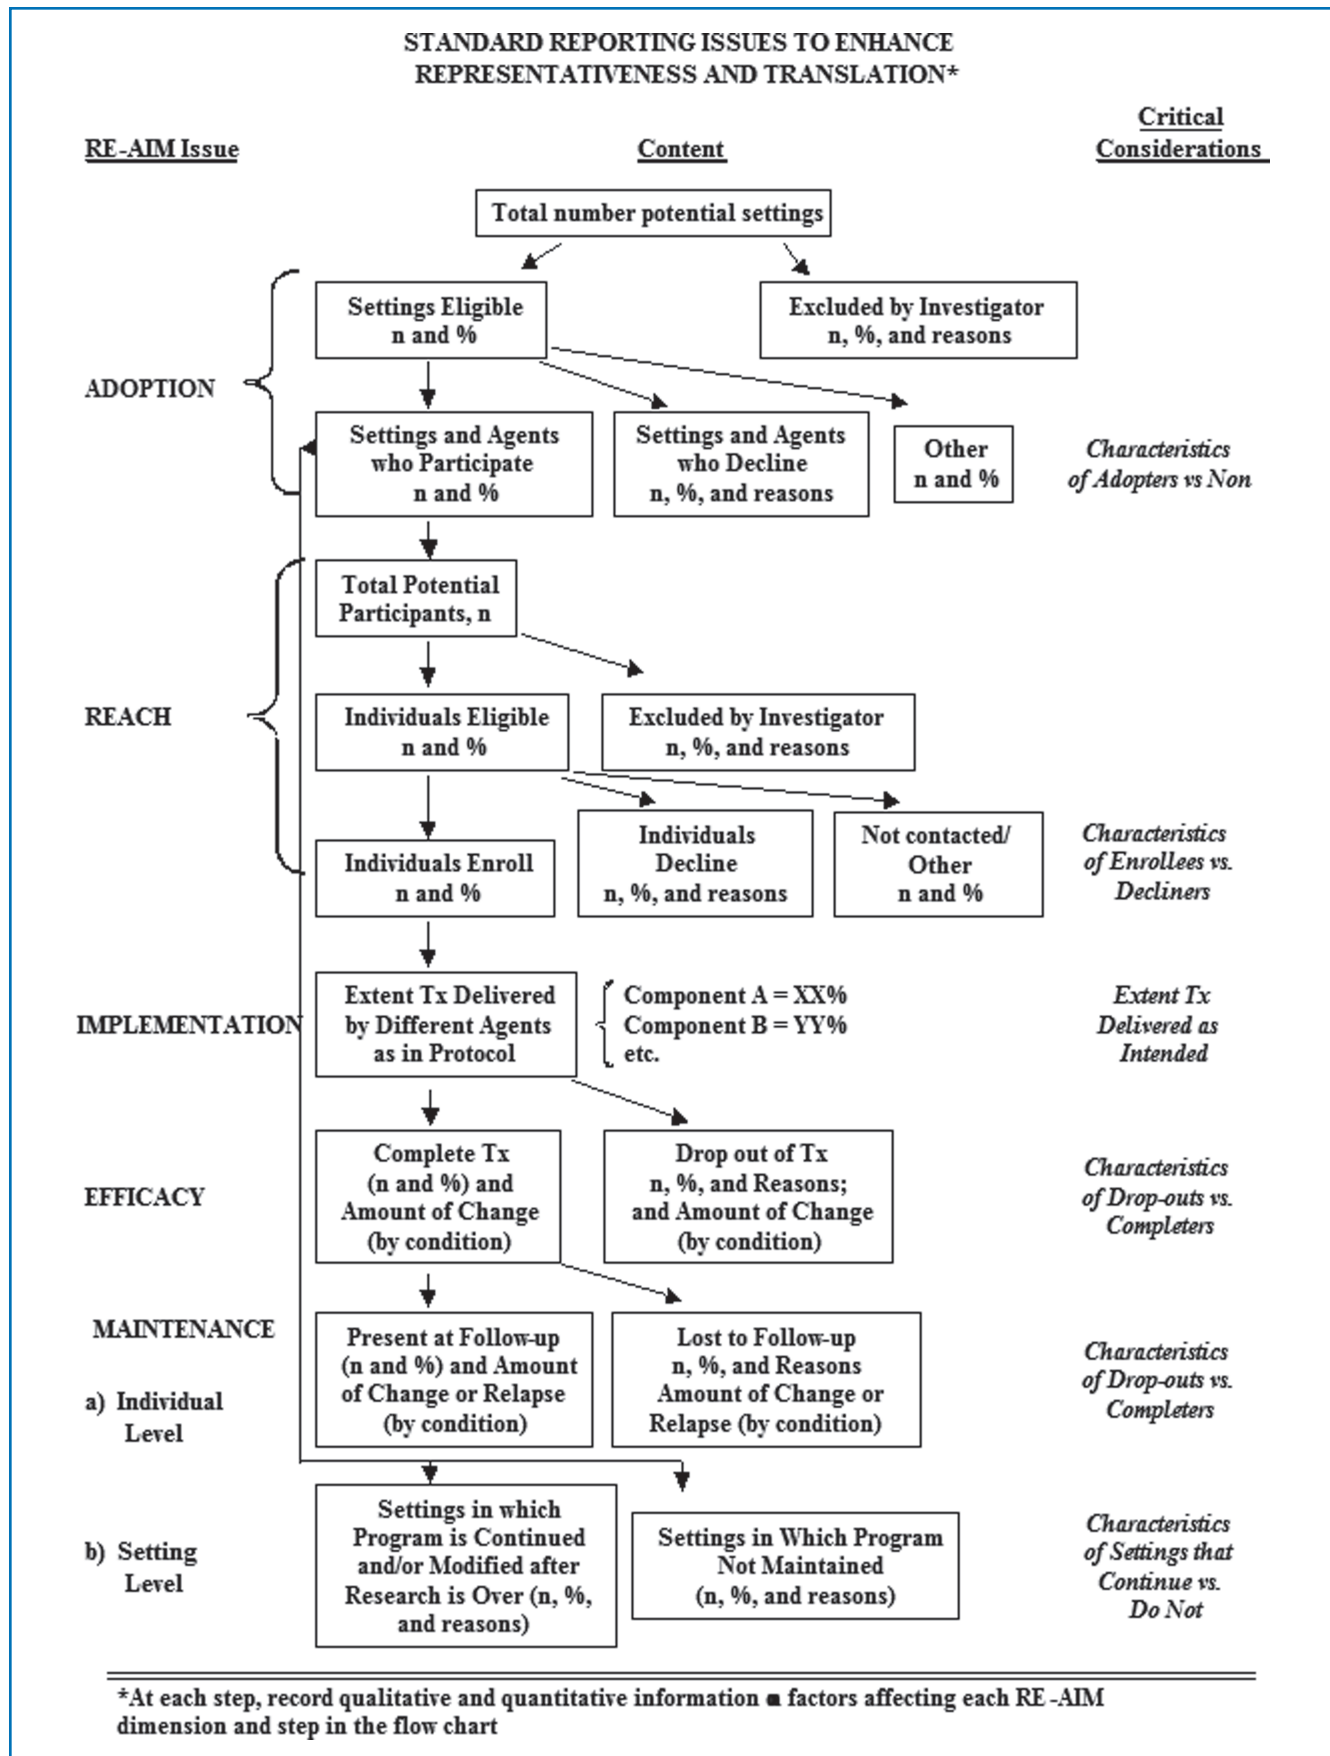 STANDARD REPORTING ISSUES TO ENHANCE
REPRESENTATIVENESS AND TRANSLATION*
RE-AIM Issue
Content
Critical
Considerations
Total number potential settings
Settings Eligible
n and %
Excluded by Investigator
n, %, and reasons
ADOPTION
Settings and Agents
who Participate
n and %
Settings and Agents
who Decline
n, %, and reasons
Other
n and %
Characteristics
of Adopters vs Non
Total Potential
Participants, n
REACH
Individuals Eligible
n and %
Excluded by Investigator
n, %, and reasons
Individuals Enroll
n and %
Individuals
Decline
n, %, and reasons
Not contacted/
Other
n and %
Characteristics
of Enrollees vs.
Decliners
IMPLEMENTATION
Extent Tx Delivered
by Different Agents
as in Protocol
Component A = XX%
Component B = YY%
etc.
Extent Tx
Delivered as
Intended
EFFICACY
Complete Tx
(n and %) and
Amount of Change
(by condition)
Drop out of Tx
n, %, and Reasons;
and Amount of Change
(by condition)
Characteristics
of Drop-outs vs.
Completers
MAINTENANCE
a) Individual
Level
Present at Follow-up
(n and %) and Amount
of Change or Relapse
(by condition)
Lost to Follow-up
n, %, and Reasons
Amount of Change or
Relapse (by condition)
Characteristics
of Drop-outs vs.
Completers
b) Setting
Level
Settings in which
Program is Continued
and/or Modified after
Research is Over (n, %,
and reasons)
Settings in Which Program
Not Maintained
(n, %, and reasons)
Characteristics
of Settings that
Continue vs.
Do Not
*At each step, record qualitative and quantitative information factors affecting each RE-AIM
dimension and step in the flow chart